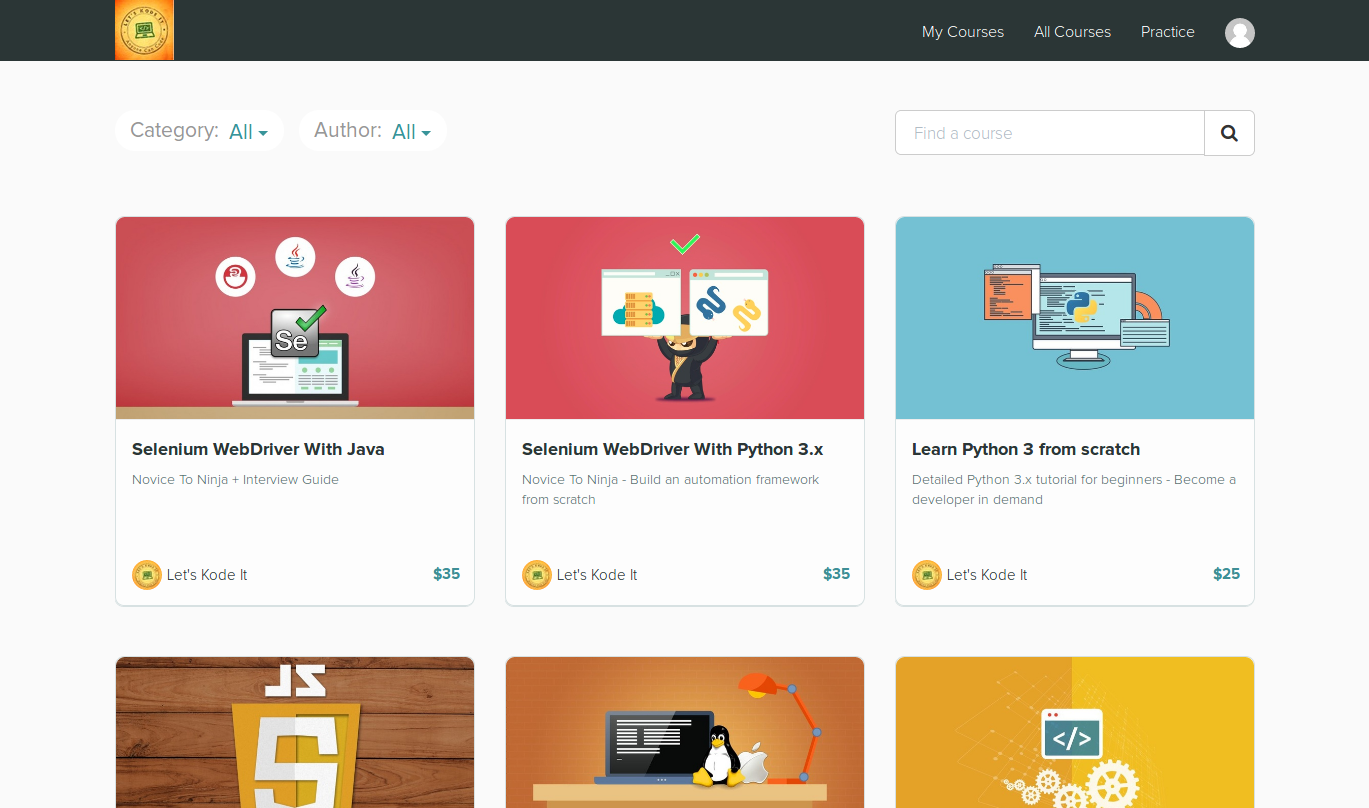 LET'S KODE IT
My Courses
All Courses
Practice
Category: All
Author: All
Find a course
Se
Selenium WebDriver With Java
Novice To Ninja + Interview Guide
Let's Kode It
$35
Selenium WebDriver With Python 3.x
Novice To Ninja - Build an automation framework
from scratch
Let's Kode It
$35
Learn Python 3 from scratch
Detailed Python 3.x tutorial for beginners - Become a
developer in demand
Let's Kode It
$25
JS
5
</>